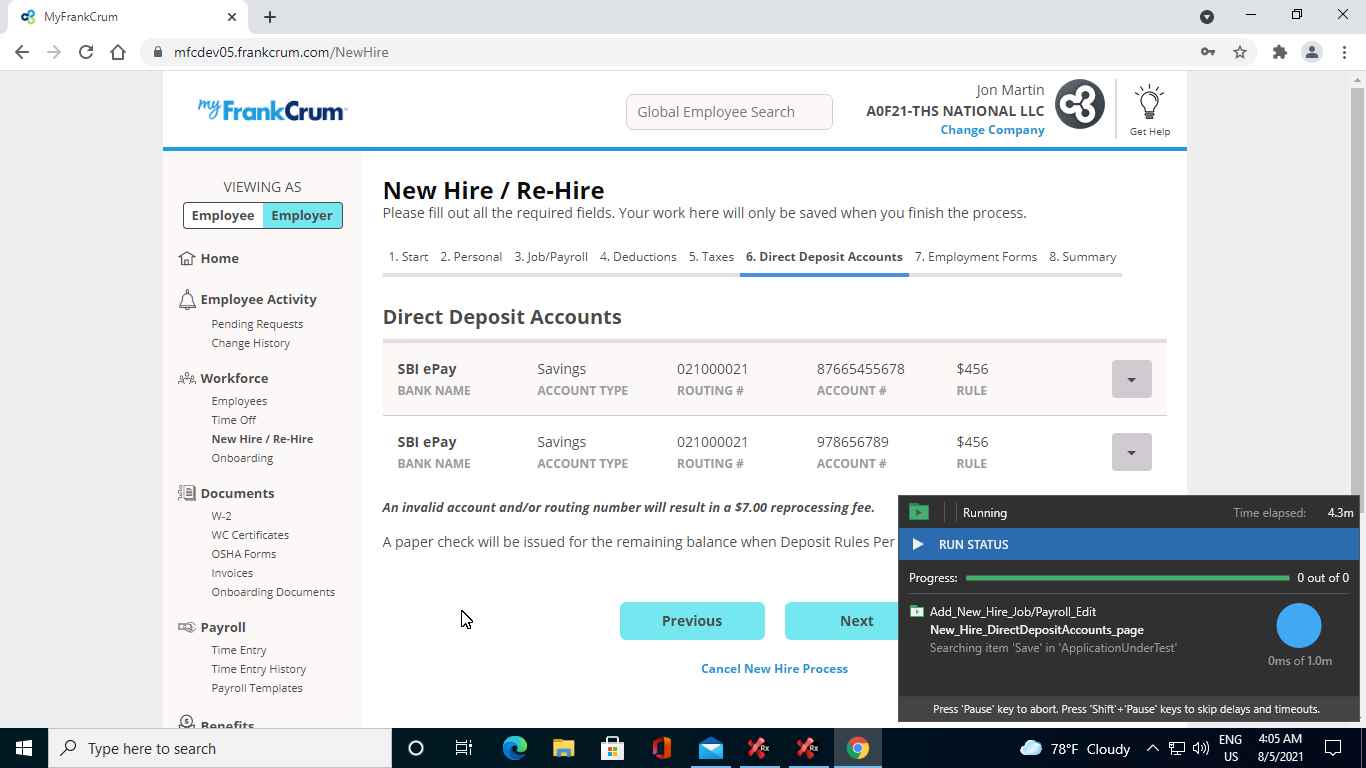 MyFrankCrum
mfcdev05.frankcrum.com/NewHire
myFrankCrum
Global Employee Search
Jon Martin
A0F21-THS NATIONAL LLC
Change Company
Get Help
VIEWING AS
Employee Employer
Home
Employee Activity
Pending Requests
Change History
Workforce
Employees
Time Off
New Hire / Re-Hire
Onboarding
Documents
W-2
WC Certificates
OSHA Forms
Invoices
Onboarding Documents
Payroll
Time Entry
Time Entry History
Payroll Templates
Benefits
New Hire / Re-Hire
Please fill out all the required fields. Your work here will only be saved when you finish the process.
1. Start 2. Personal 3. Job/Payroll 4. Deductions 5. Taxes 6. Direct Deposit Accounts 7. Employment Forms 8. Summary
Direct Deposit Accounts
SBI ePay Savings 021000021 87665455678 $456
BANK NAME ACCOUNT TYPE ROUTING # ACCOUNT # RULE
SBI ePay Savings 021000021 978656789 $456
BANK NAME ACCOUNT TYPE ROUTING # ACCOUNT # RULE
An invalid account and/or routing number will result in a $7.00 reprocessing fee.
A paper check will be issued for the remaining balance when Deposit Rules Per
Previous Next
Cancel New Hire Process
Running Time elapsed: 4.3m
RUN STATUS
Progress: 0 out of 0
Add_New_Hire_Job/Payroll_Edit
New_Hire_DirectDepositAccounts_page
Searching item 'Save' in 'ApplicationUnderTest'
0ms of 1.0m
Press 'Pause' key to abort. Press 'Shift'+'Pause' keys to skip delays and timeouts.
Type here to search
Rx
Rx
78°F Cloudy
ENG
US
4:05 AM
8/5/2021